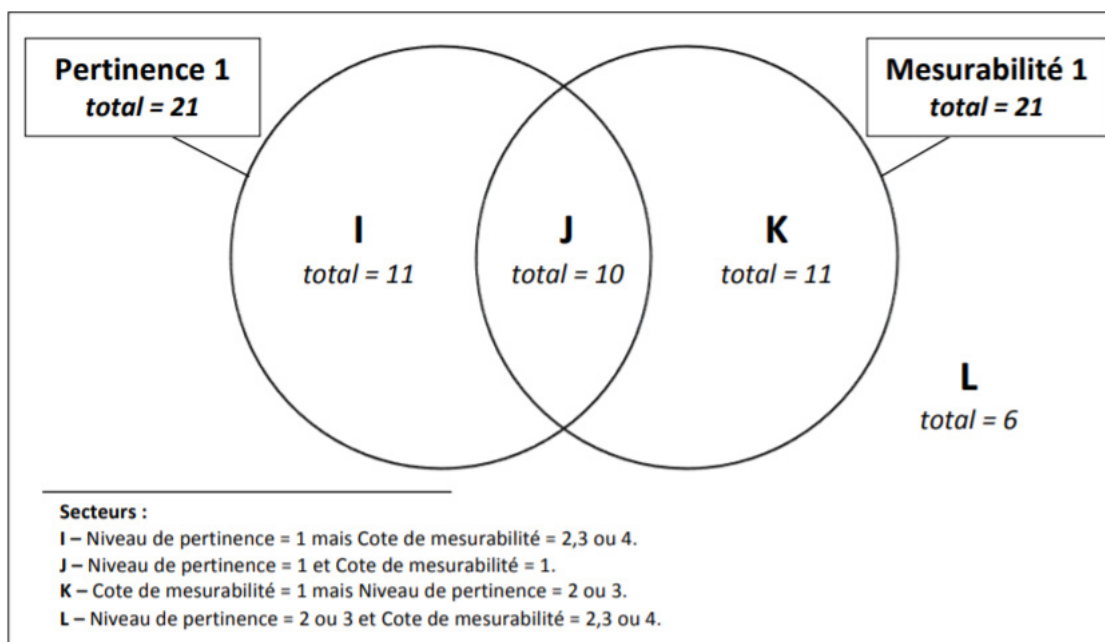 Pertinence 1
total = 21
Mesurabilité 1
total = 21
I
total = 11
J
total = 10
K
total = 11
L
total = 6
Secteurs :
I – Niveau de pertinence = 1 mais Cote de mesurabilité = 2,3 ou 4.
J – Niveau de pertinence = 1 et Cote de mesurabilité = 1.
K – Cote de mesurabilité = 1 mais Niveau de pertinence = 2 ou 3.
L – Niveau de pertinence = 2 ou 3 et Cote de mesurabilité = 2,3 ou 4.